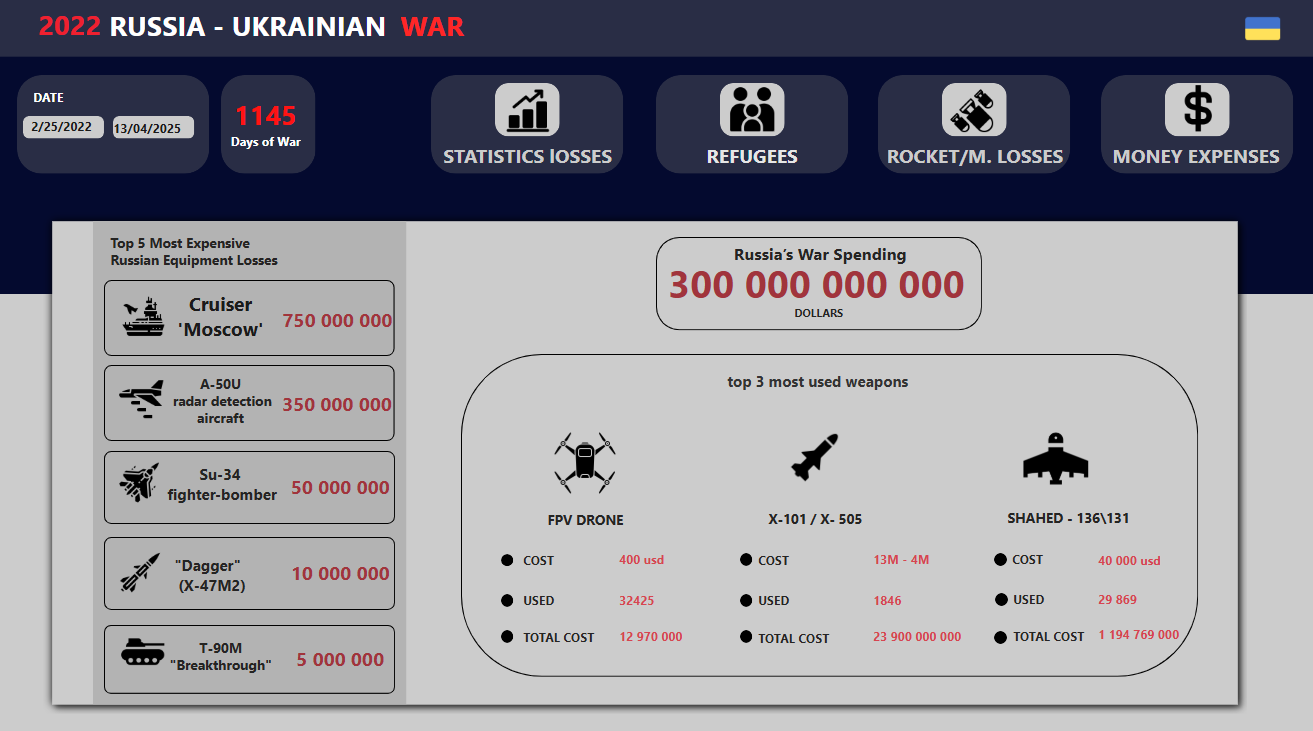 2022 RUSSIA - UKRAINIAN WAR
DATE
2/25/2022 13/04/2025
1145
Days of War
STATISTICS lOSSES
REFUGEES
ROCKET/M. LOSSES
MONEY EXPENSES
Top 5 Most Expensive
Russian Equipment Losses
Cruiser
'Moscow'
750 000 000
A-50U
radar detection
aircraft
350 000 000
Su-34
fighter-bomber
50 000 000
"Dagger"
(X-47M2)
10 000 000
T-90M
"Breakthrough"
5 000 000
Russia’s War Spending
300 000 000 000
DOLLARS
top 3 most used weapons
FPV DRONE
COST 400 usd
USED 32425
TOTAL COST 12 970 000
X-101 / X- 505
COST 13M - 4M
USED 1846
TOTAL COST 23 900 000 000
SHAHED - 136\131
COST 40 000 usd
USED 29 869
TOTAL COST 1 194 769 000